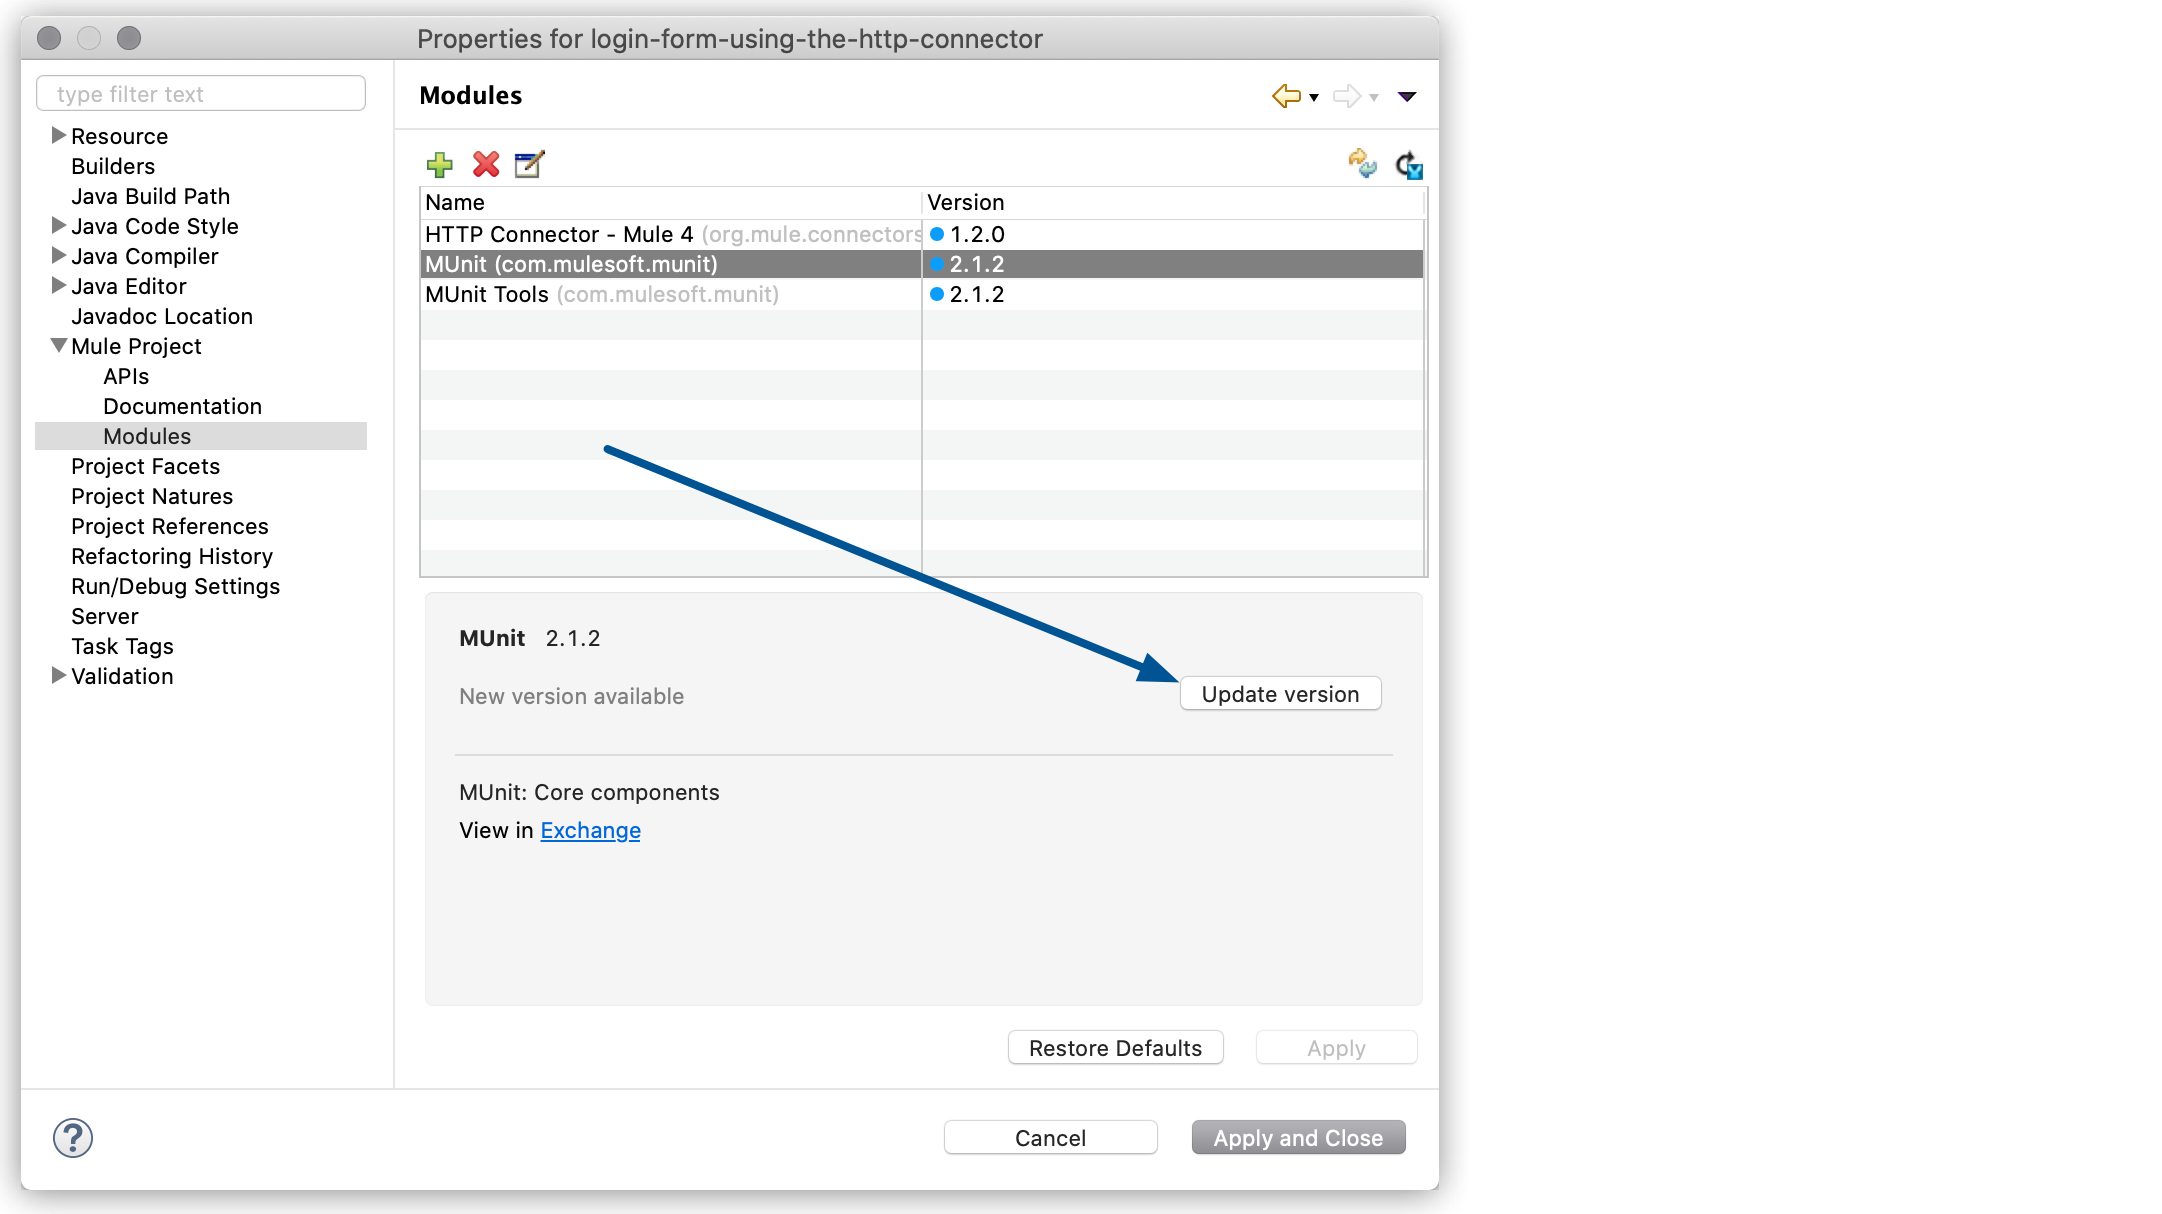 Properties for login-form-using-the-http-connector
type filter text
Resource
Builders
Java Build Path
Java Code Style
Java Compiler
Java Editor
Javadoc Location
Mule Project
APIs
Documentation
Modules
Project Facets
Project Natures
Project References
Refactoring History
Run/Debug Settings
Server
Task Tags
Validation
Modules
Name Version
HTTP Connector - Mule 4 (org.mule.connectors 1.2.0
MUnit (com.mulesoft.munit) 2.1.2
MUnit Tools (com.mulesoft.munit) 2.1.2
MUnit 2.1.2
New version available Update version
MUnit: Core components
View in Exchange
Restore Defaults Apply
? Cancel Apply and Close